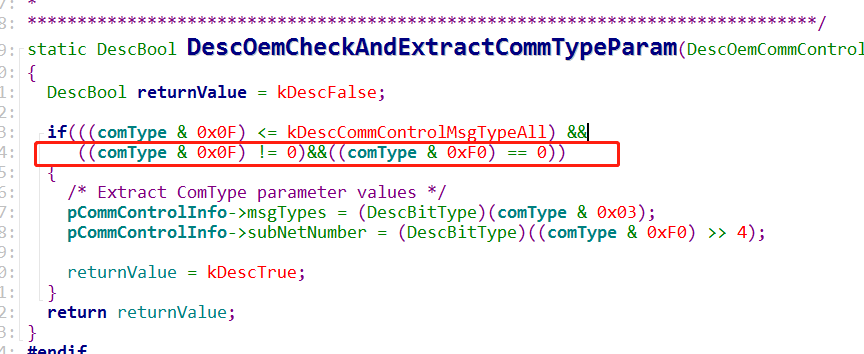 *
******************************************************************************/
static DescBool DescOemCheckAndExtractCommTypeParam(DescOemCommControl
{
DescBool returnValue = kDescFalse;
if(((comType & 0x0F) <= kDescCommControlMsgTypeAll) &&
((comType & 0x0F) != 0)&&((comType & 0xF0) == 0))
{
/* Extract ComType parameter values */
pCommControlInfo->msgTypes = (DescBitType)(comType & 0x03);
pCommControlInfo->subNetNumber = (DescBitType)((comType & 0xF0) >> 4);
returnValue = kDescTrue;
}
return returnValue;
}
#endif